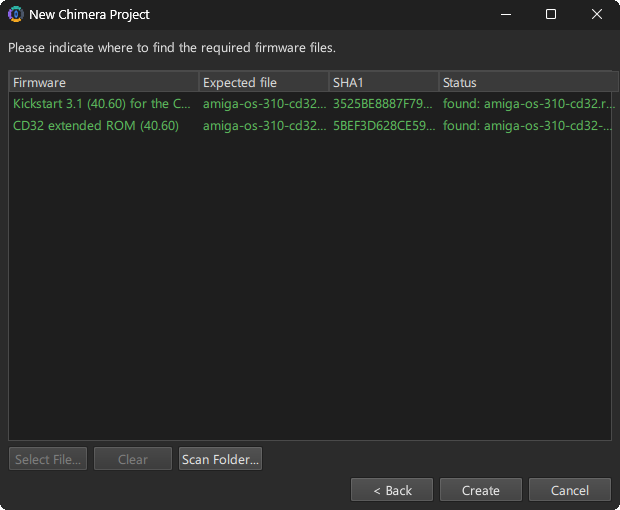 New Chimera Project
Please indicate where to find the required firmware files.
Firmware Expected file SHA1 Status
Kickstart 3.1 (40.60) for the C... amiga-os-310-cd32... 3525BE8887F79... found: amiga-os-310-cd32.r...
CD32 extended ROM (40.60) amiga-os-310-cd32... 5BEF3D628CE59... found: amiga-os-310-cd32-...
Select File... Clear Scan Folder...
< Back Create Cancel